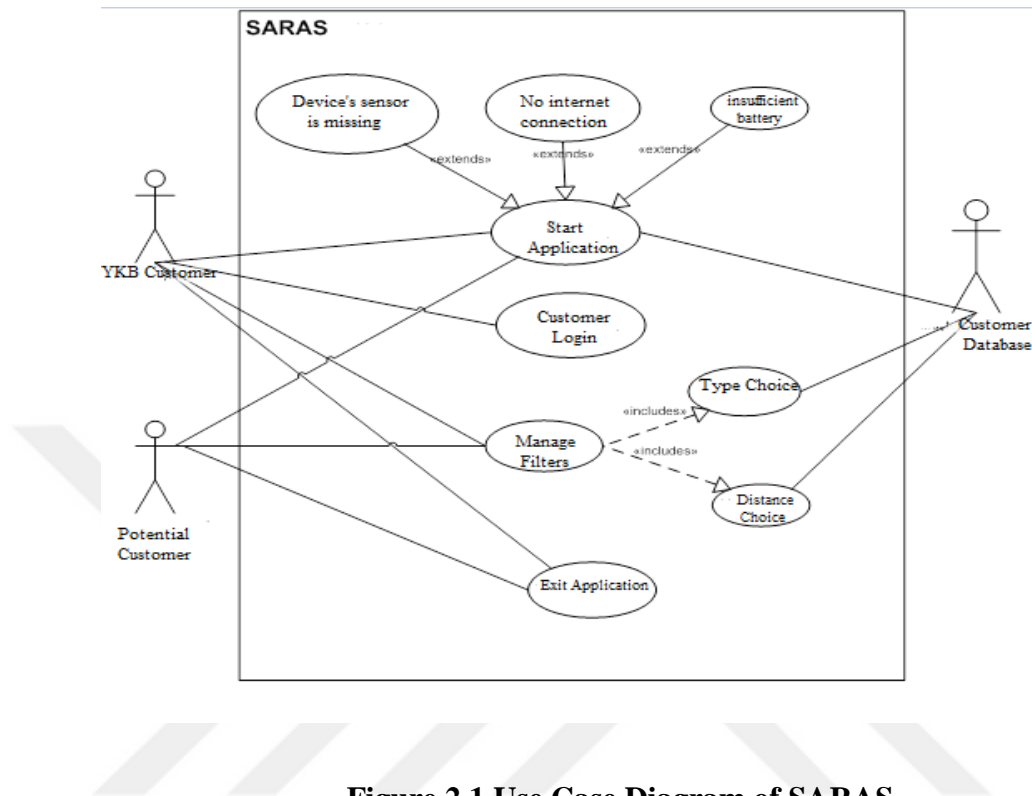 SARAS
Device's sensor
is missing
No internet
connection
insufficient
battery
«extends»
«extends»
«extends»
Start
Application
YKB Customer
Customer
Login
Customer
Database
Type Choice
«includes»
Manage
Filters
«includes»
Distance
Choice
Potential
Customer
Exit Application
Figure 2.1 Use Case Diagram of SARAS